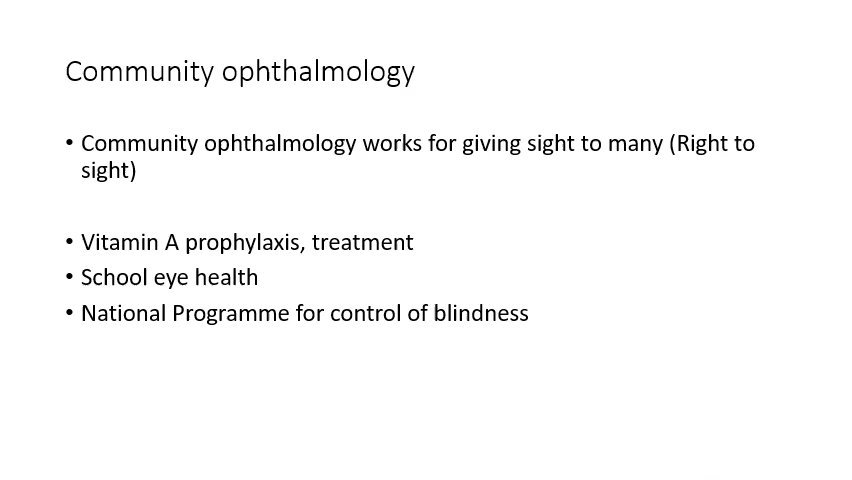 Community ophthalmology
• Community ophthalmology works for giving sight to many (Right to
sight)
• Vitamin A prophylaxis, treatment
• School eye health
• National Programme for control of blindness